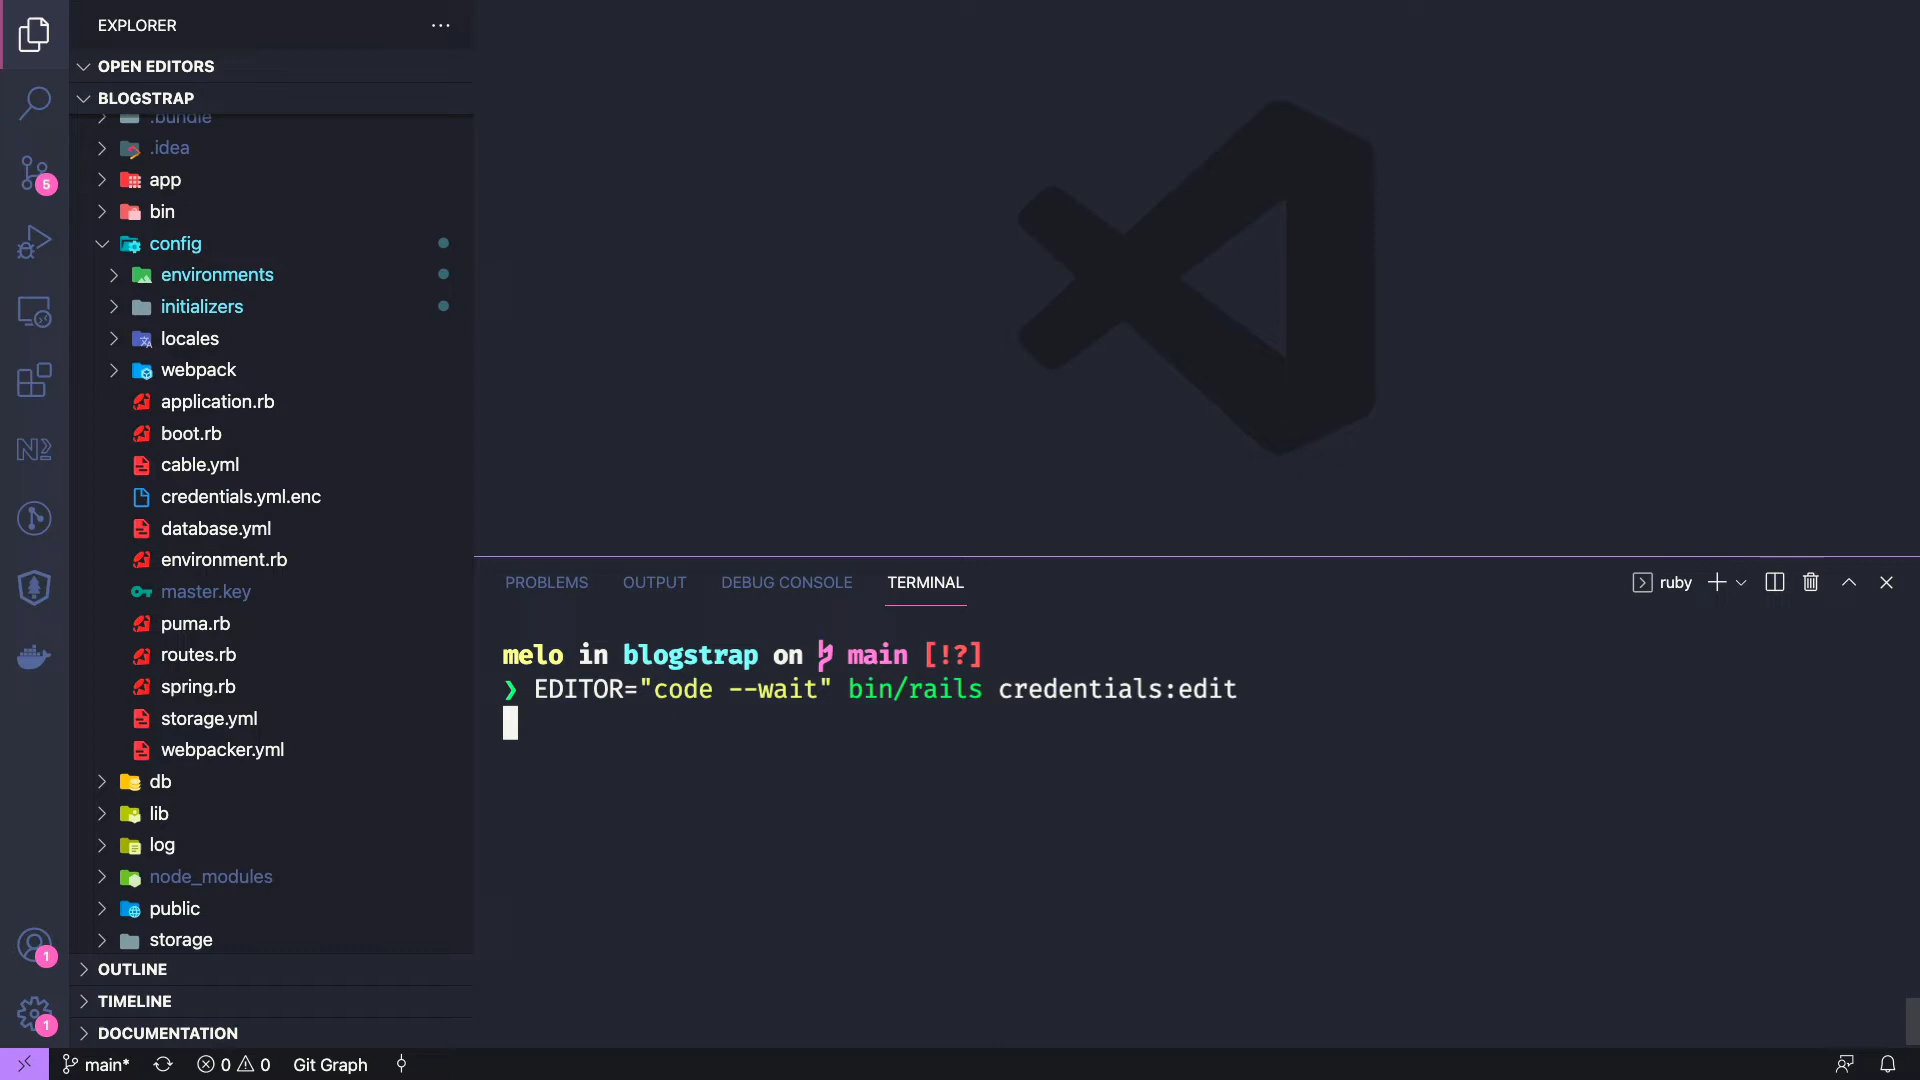 EXPLORER
OPEN EDITORS
BLOGSTRAP
.bundle
.idea
app
bin
config
environments
initializers
locales
webpack
application.rb
boot.rb
cable.yml
credentials.yml.enc
database.yml
environment.rb
master.key
puma.rb
routes.rb
spring.rb
storage.yml
webpacker.yml
db
lib
log
node_modules
public
storage
OUTLINE
TIMELINE
DOCUMENTATION
5
1
1
PROBLEMS OUTPUT DEBUG CONSOLE TERMINAL ruby
melo in blogstrap on main [!?]
❯ EDITOR="code --wait" bin/rails credentials:edit
main* 0 0 Git Graph